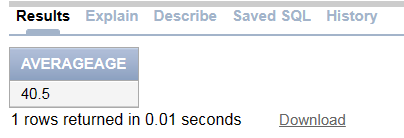 Results Explain Describe Saved SQL History
AVERAGEAGE
40.5
1 rows returned in 0.01 seconds Download